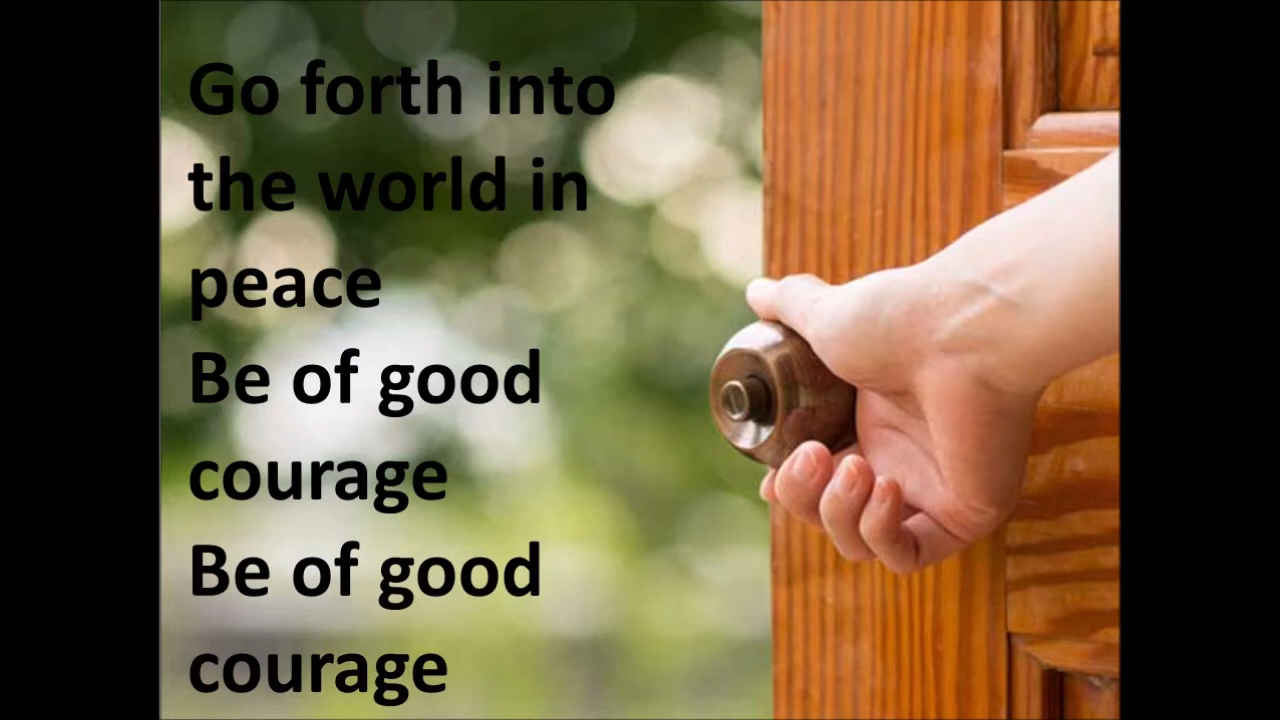 Go forth into
the world in
peace
Be of good
courage
Be of good
courage